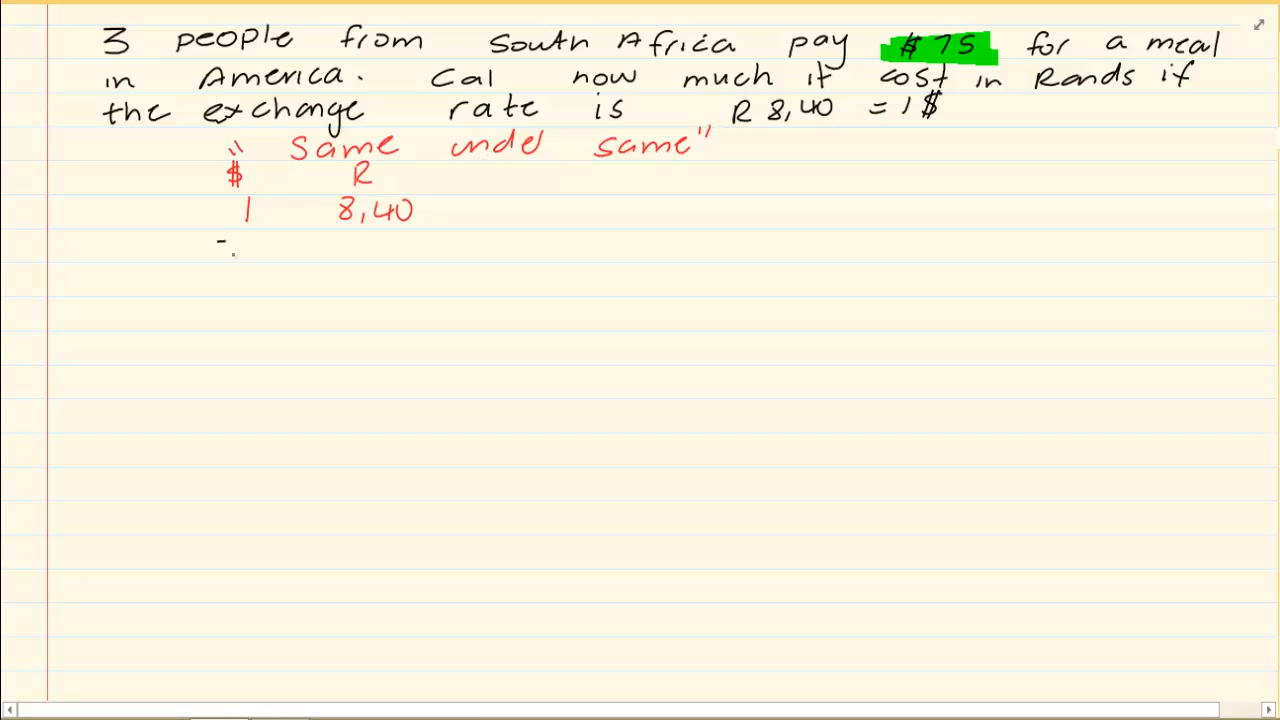 3 people from South Africa pay $ 75 for a meal
in America. Cal how much it cost in Rands if
the exchange rate is R 8,40 = 1 $
"Same under same"
$ R
1 8,40